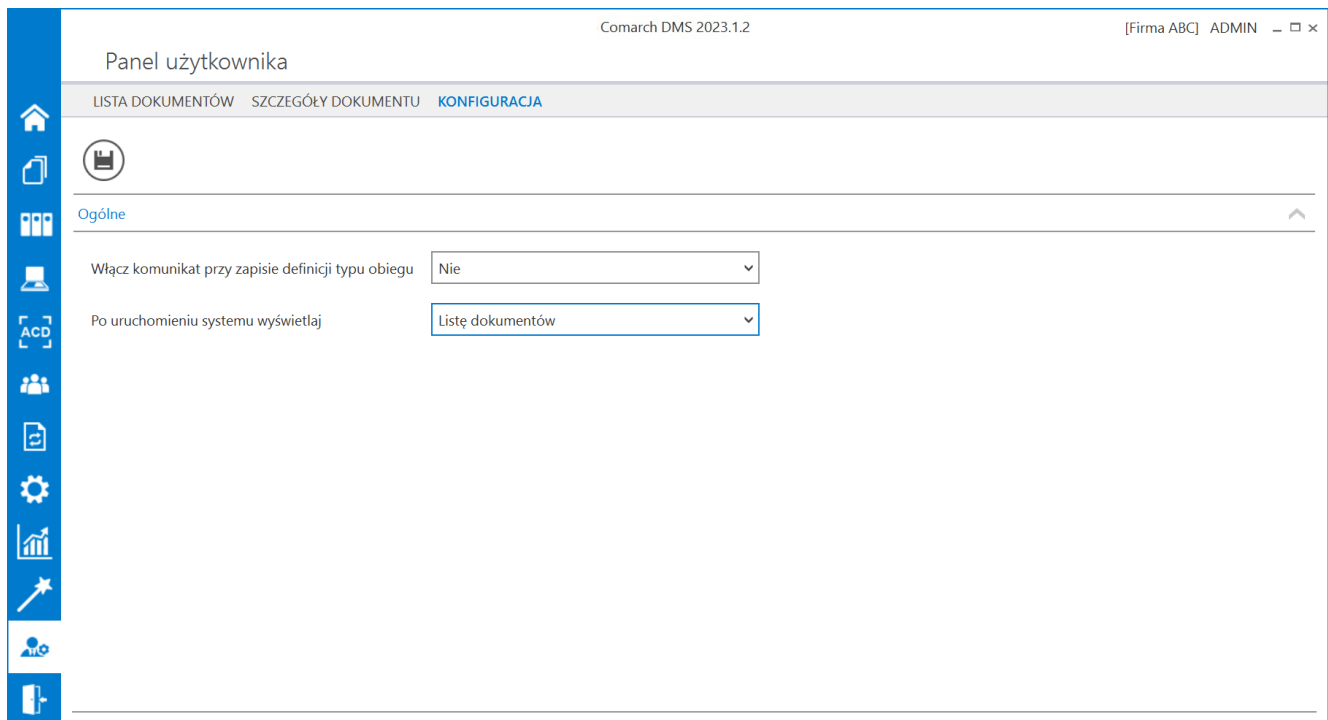 Comarch DMS 2023.1.2
[Firma ABC] ADMIN
Panel użytkownika
LISTA DOKUMENTÓW SZCZEGÓŁY DOKUMENTU KONFIGURACJA
Ogólne
Włącz komunikat przy zapisie definicji typu obiegu Nie
Po uruchomieniu systemu wyświetlaj Listę dokumentów
ACD